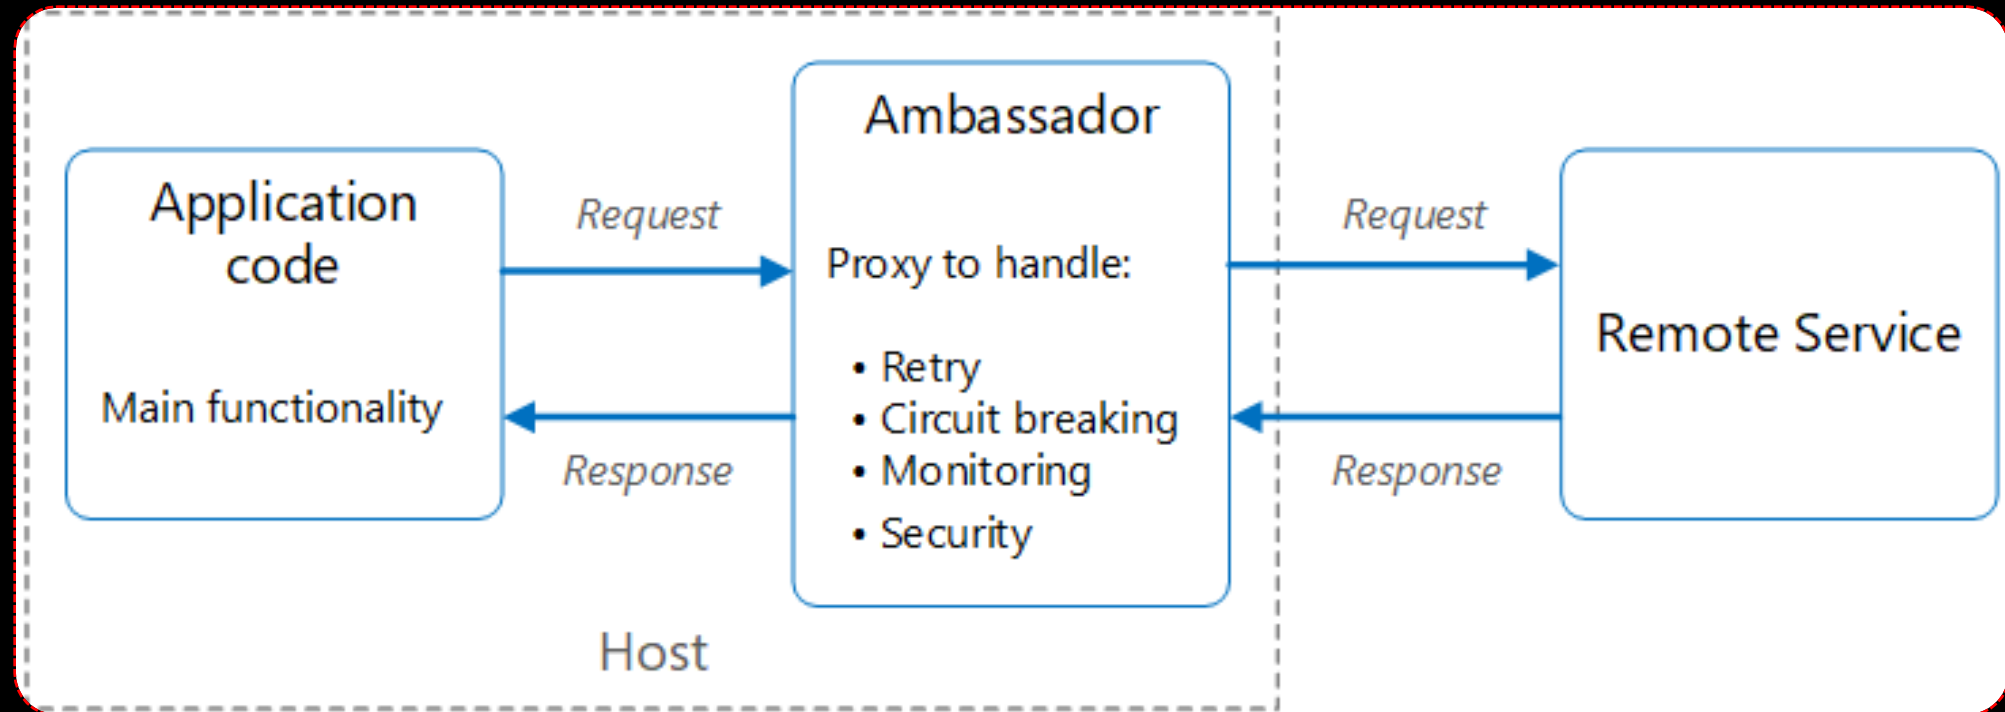 Application
code
Main functionality
Request
Response
Ambassador
Proxy to handle:
• Retry
• Circuit breaking
• Monitoring
• Security
Request
Response
Remote Service
Host